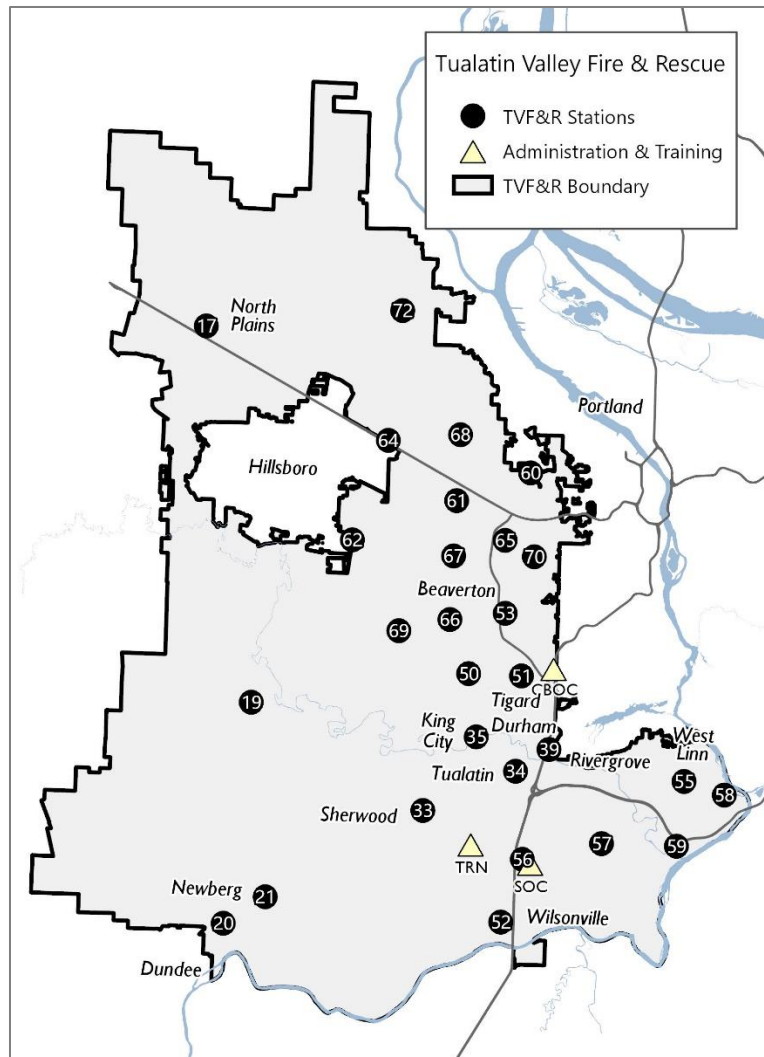 Tualatin Valley Fire & Rescue
TVF&R Stations
Administration & Training
TVF&R Boundary
North
Plains
17
72
Portland
64
68
Hillsboro
60
61
62
65
67
70
Beaverton
53
66
69
50
51
CBOC
Tigard
19
King
City
35
Durham
39
West
Linn
Rivergrove
Tualatin
34
55
58
Sherwood
33
57
59
TRN
56
SOC
Newberg
21
20
52
Wilsonville
Dundee